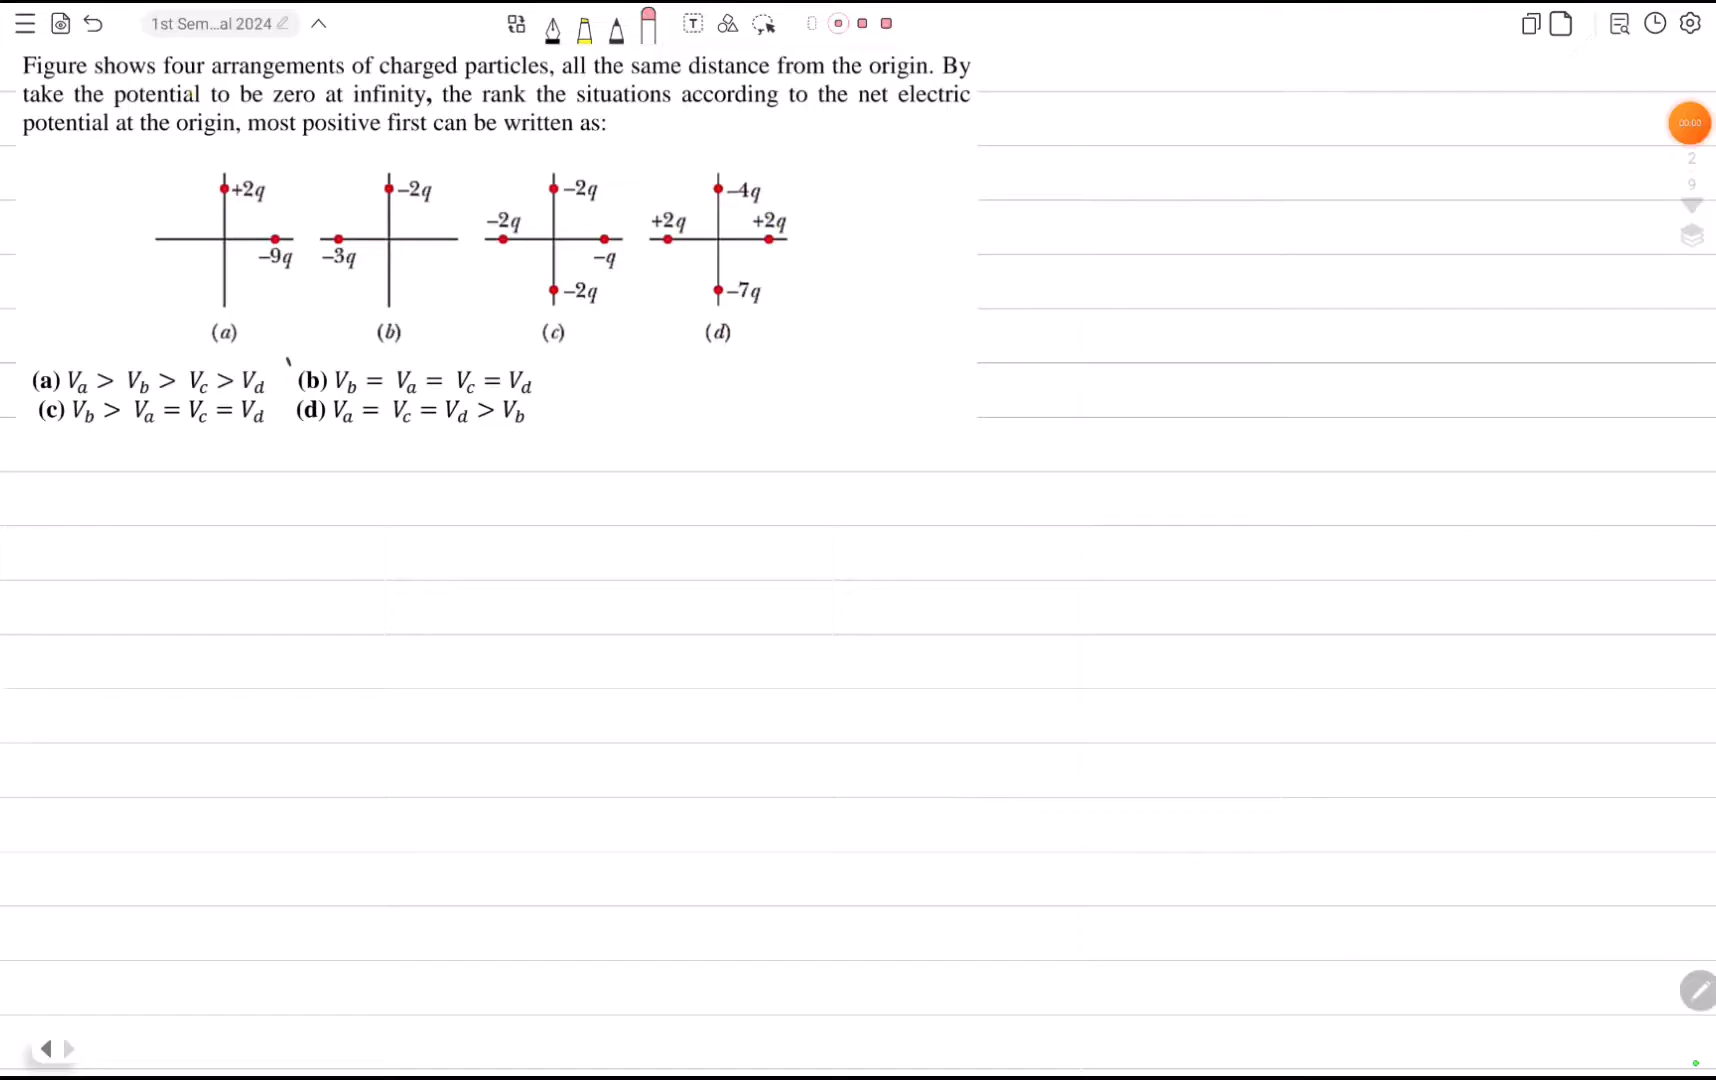 1st Sem...al 2024
T
Figure shows four arrangements of charged particles, all the same distance from the origin. By
take the potential to be zero at infinity, the rank the situations according to the net electric
potential at the origin, most positive first can be written as:
00:00
2
9
+2q
−9q
(a)
−2q
−3q
(b)
−2q
−2q
−q
−2q
(c)
−4q
+2q
+2q
−7q
(d)
(a) Va > Vb > Vc > Vd (b) Vb = Va = Vc = Vd
(c) Vb > Va = Vc = Vd (d) Va = Vc = Vd > Vb